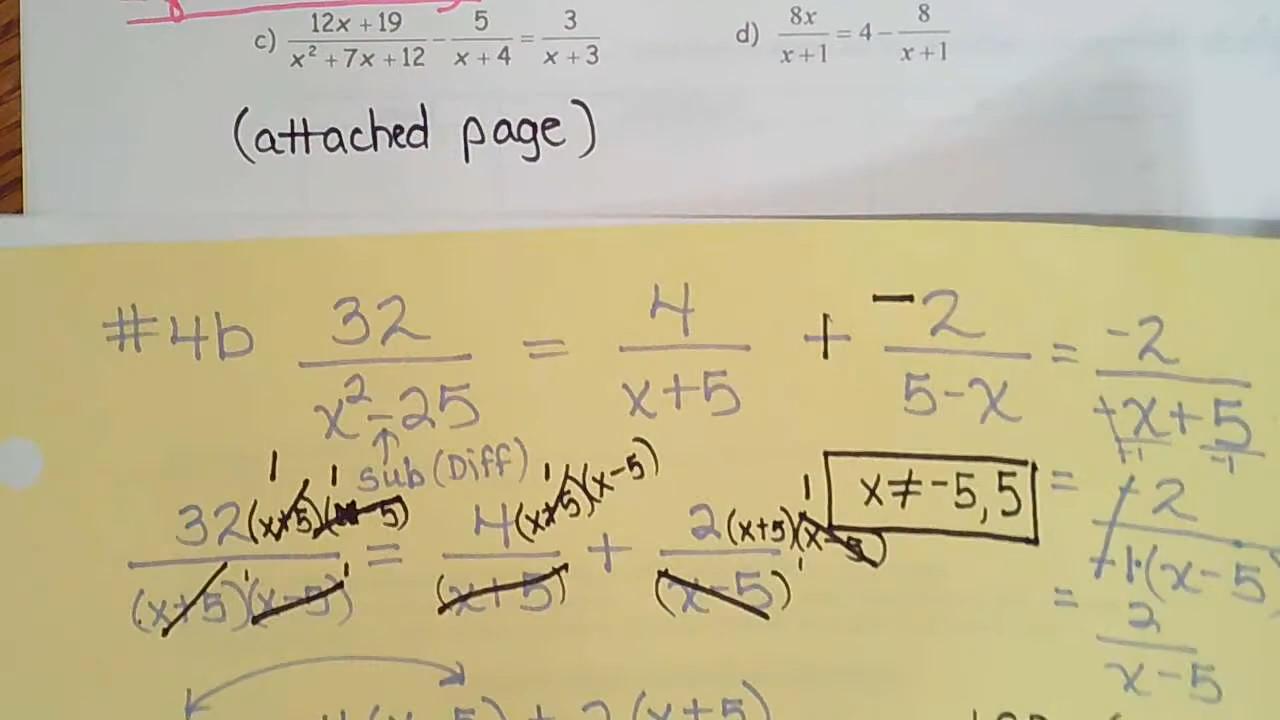 c) (12x + 19)/(x² + 7x + 12) − 5/(x + 4) = 3/(x + 3)
d) 8x/(x+1) = 4 − 8/(x+1)
(attached page)
#4b 32/(x² − 25) = 4/(x+5) + −2/(5−x) = −2/(−x+5)
↑ Sub (Diff)
x ≠ −5, 5
= −2/(−1(x−5))
32(x+5)(x−5)/((x+5)(x−5)) = 4(x+5)(x−5)/(x+5) + 2(x+5)(x−5)/(x−5)
= 2/(x−5)
+ 2(x+5)